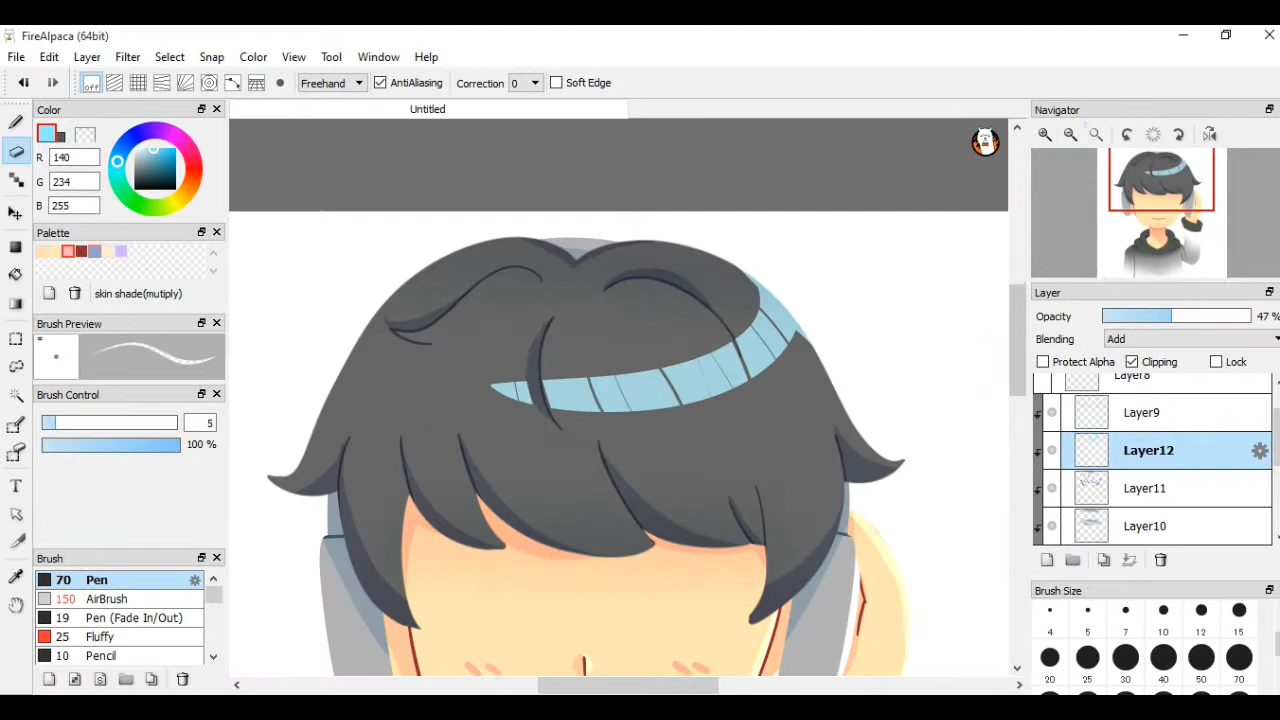 FireAlpaca (64bit)
File Edit Layer Filter Select Snap Color View Tool Window Help
off Freehand AntiAliasing Correction 0 Soft Edge
Color
Untitled
Navigator
R 140
G 234
B 255
Palette
skin shade(mutiply)
Layer
Opacity 47 %
Brush Preview
*
Blending Add
Protect Alpha Clipping Lock
Layer8
Brush Control
Layer9
5
100 %
Layer12
Layer11
Layer10
Brush
70 Pen
150 AirBrush
19 Pen (Fade In/Out)
25 Fluffy
10 Pencil
Brush Size
4 5 7 10 12 15
20 25 30 40 50 70